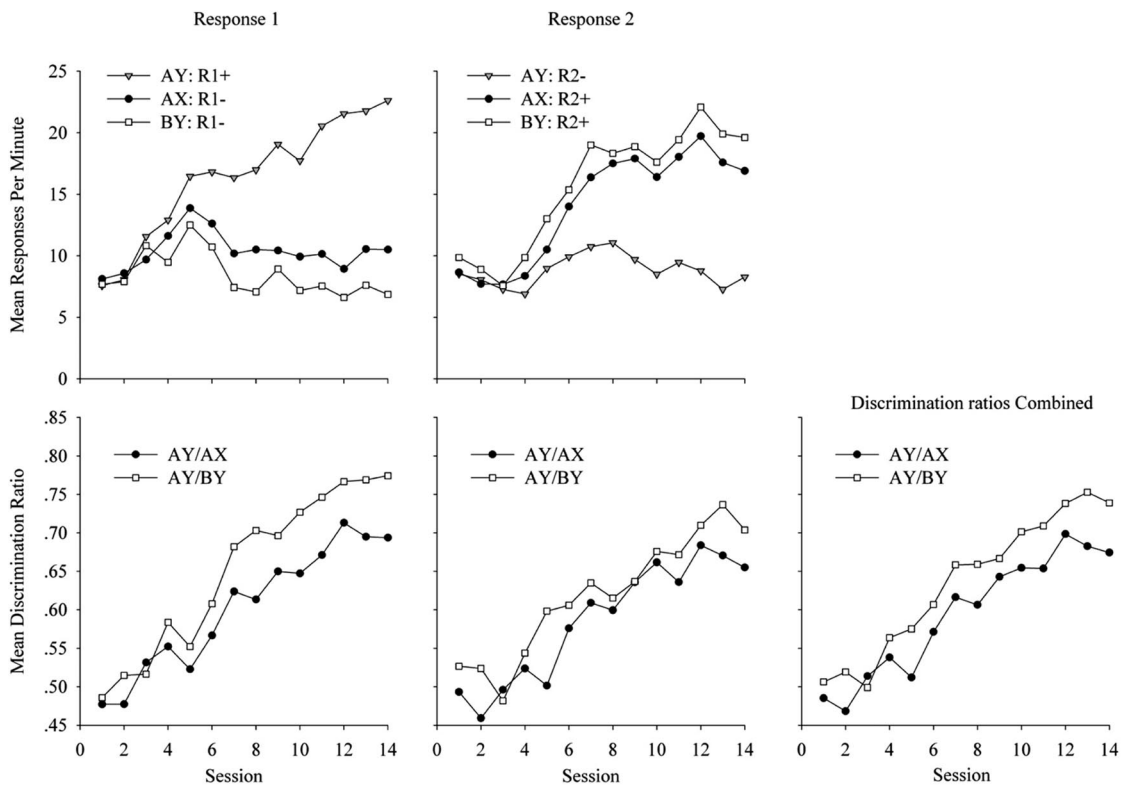 Response 1
Response 2
Mean Responses Per Minute
25
20
15
10
5
0
AY: R1+
AX: R1-
BY: R1-
AY: R2-
AX: R2+
BY: R2+
Discrimination ratios Combined
Mean Discrimination Ratio
.85
.80
.75
.70
.65
.60
.55
.50
.45
AY/AX
AY/BY
AY/AX
AY/BY
AY/AX
AY/BY
0 2 4 6 8 10 12 14
0 2 4 6 8 10 12 14
0 2 4 6 8 10 12 14
Session
Session
Session